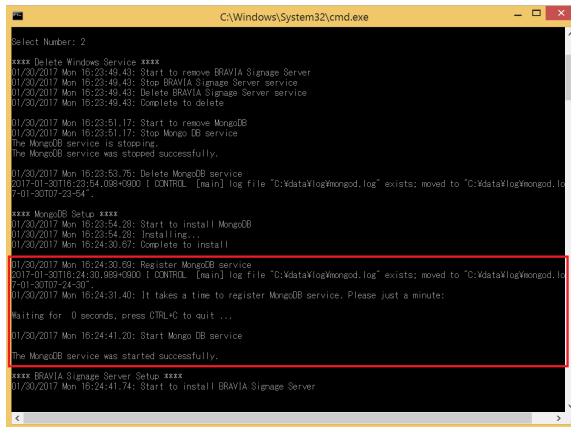 C:\Windows\System32\cmd.exe
Select Number: 2
**** Delete Windows Service ****
01/30/2017 Mon 16:23:49.43: Start to remove BRAVIA Signage Server
01/30/2017 Mon 16:23:49.43: Stop BRAVIA Signage Server service
01/30/2017 Mon 16:23:49.43: Delete BRAVIA Signage Server service
01/30/2017 Mon 16:23:49.43: Complete to delete
01/30/2017 Mon 16:23:51.17: Start to remove MongoDB
01/30/2017 Mon 16:23:51.17: Stop Mongo DB service
The MongoDB service is stopping.
The MongoDB service was stopped successfully.
01/30/2017 Mon 16:23:53.75: Delete MongoDB service
2017-01-30T16:23:54.098+0900 I CONTROL  [main] log file "C:¥data¥log¥mongod.log" exists; moved to "C:¥data¥log¥mongod.lo
7-01-30T07-23-54".
**** MongoDB Setup ****
01/30/2017 Mon 16:23:54.28: Start to install MongoDB
01/30/2017 Mon 16:23:54.28: Installing...
01/30/2017 Mon 16:24:30.67: Complete to install
01/30/2017 Mon 16:24:30.69: Register MongoDB service
2017-01-30T16:24:30.989+0900 I CONTROL  [main] log file "C:¥data¥log¥mongod.log" exists; moved to "C:¥data¥log¥mongod.lo
7-01-30T07-24-30".
01/30/2017 Mon 16:24:31.40: It takes a time to register MongoDB service. Please just a minute:
Waiting for  0 seconds, press CTRL+C to quit ...
01/30/2017 Mon 16:24:41.20: Start Mongo DB service
The MongoDB service was started successfully.
**** BRAVIA Signage Server Setup ****
01/30/2017 Mon 16:24:41.74: Start to install BRAVIA Signage Server